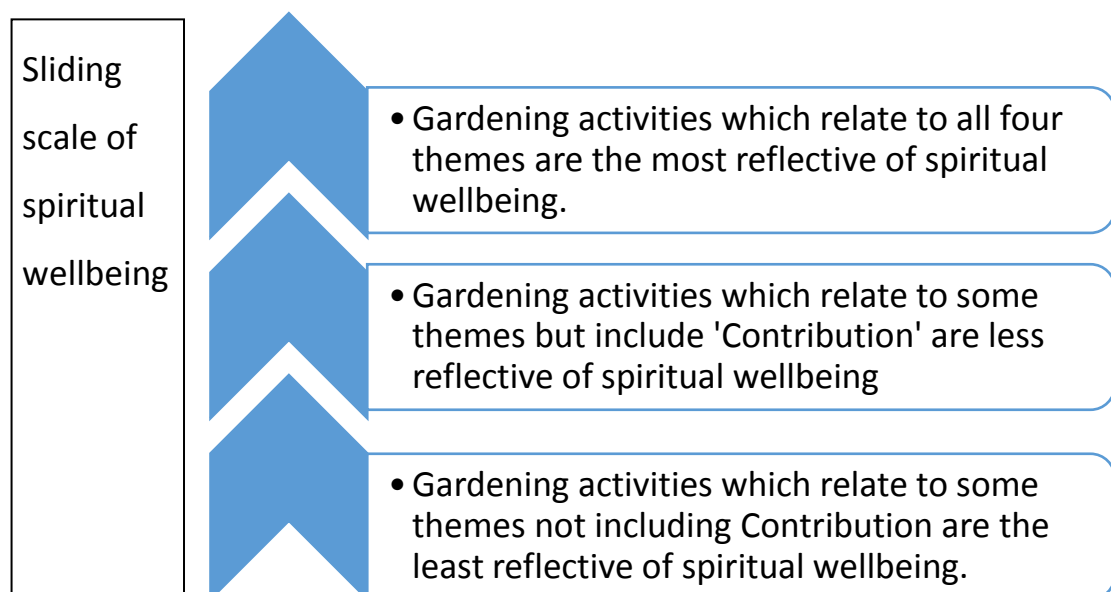 Sliding
scale of
spiritual
wellbeing
• Gardening activities which relate to all four
themes are the most reflective of spiritual
wellbeing.
• Gardening activities which relate to some
themes but include 'Contribution' are less
reflective of spiritual wellbeing
• Gardening activities which relate to some
themes not including Contribution are the
least reflective of spiritual wellbeing.